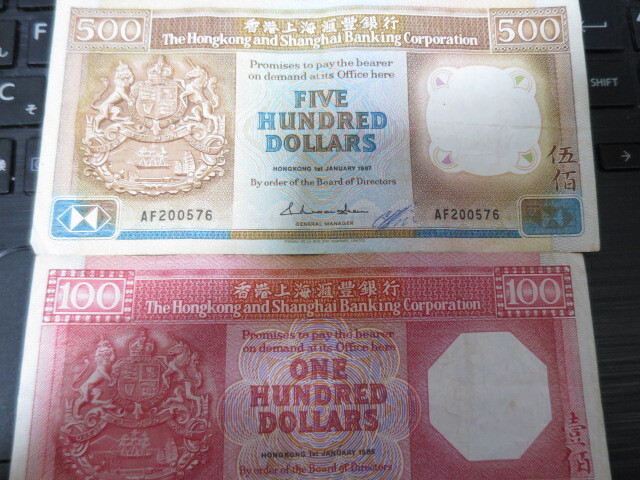 500
香港上海滙豐銀行
500
The Hongkong and Shanghai Banking Corporation
Promises to pay the bearer
on demand at its Office here
FIVE
HUNDRED
DOLLARS
HONGKONG 1st JANUARY 1987
By order of the Board of Directors
伍佰
AF200576
AF200576
GENERAL MANAGER
100
香港上海滙豐銀行
100
The Hongkong and Shanghai Banking Corporation
Promises to pay the bearer
on demand at its Office here
ONE
HUNDRED
DOLLARS
HONGKONG 1st JANUARY 1985
By order of the Board of Directors
壹佰
SHIFT